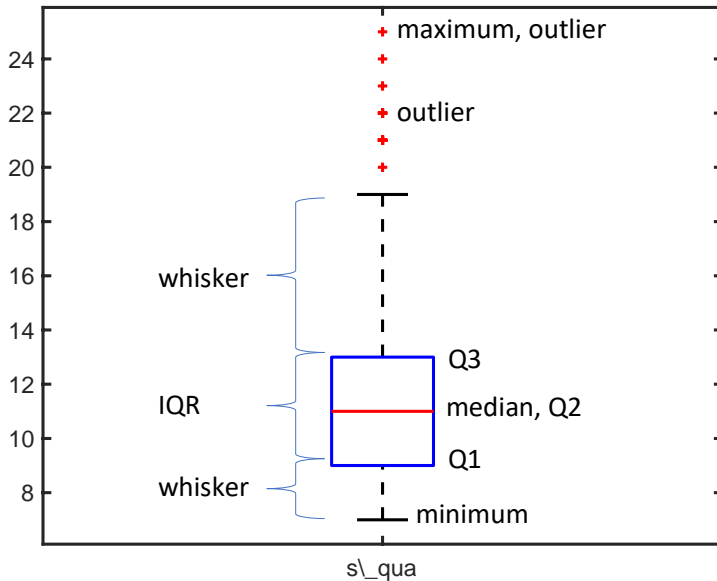 maximum, outlier
24
22
outlier
20
18
16
whisker
14
Q3
12
IQR
median, Q2
10
Q1
whisker
8
minimum
s\_qua